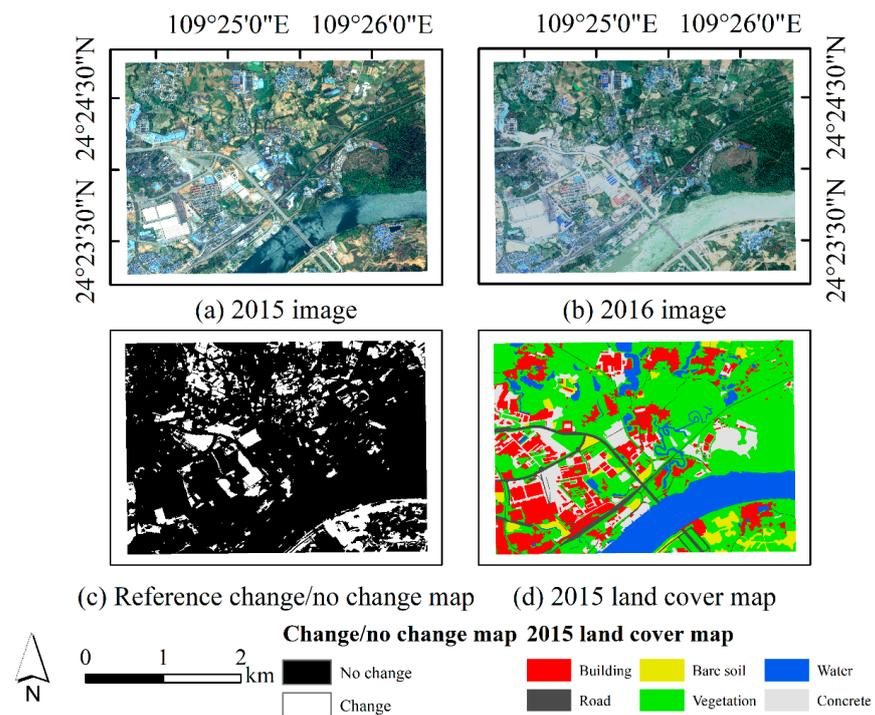 109°25'0"E 109°26'0"E 109°25'0"E 109°26'0"E
24°24'30"N
24°23'30"N
24°24'30"N
24°23'30"N
(a) 2015 image (b) 2016 image
(c) Reference change/no change map (d) 2015 land cover map
Change/no change map 2015 land cover map
0 1 2 km
N
No change
Change
Building Bare soil Water
Road Vegetation Concrete